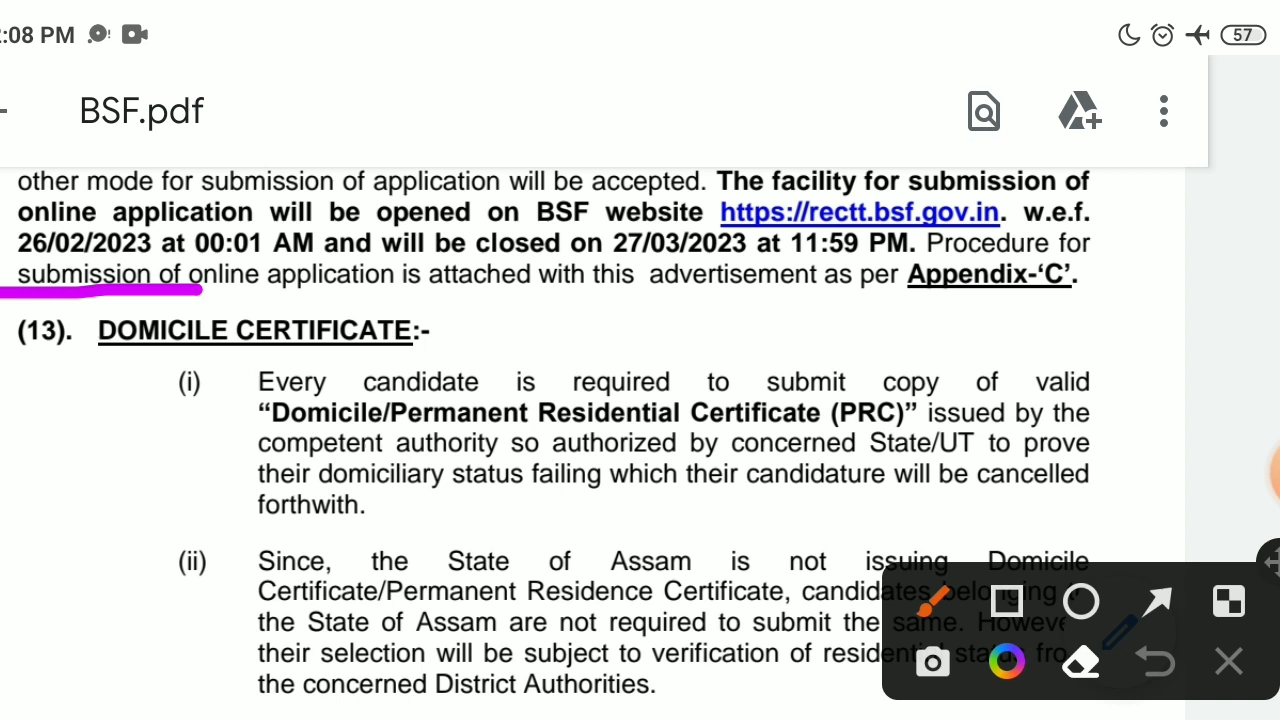 :08 PM 57
BSF.pdf
other mode for submission of application will be accepted. The facility for submission of
online application will be opened on BSF website https://rectt.bsf.gov.in. w.e.f.
26/02/2023 at 00:01 AM and will be closed on 27/03/2023 at 11:59 PM. Procedure for
submission of online application is attached with this advertisement as per Appendix-‘C’.
(13). DOMICILE CERTIFICATE:-
(i) Every candidate is required to submit copy of valid
“Domicile/Permanent Residential Certificate (PRC)” issued by the
competent authority so authorized by concerned State/UT to prove
their domiciliary status failing which their candidature will be cancelled
forthwith.
(ii) Since, the State of Assam is not issuing Domicile
Certificate/Permanent Residence Certificate, candidates belonging
the State of Assam are not required to submit the same. Howeve
their selection will be subject to verification of residential status fro
the concerned District Authorities.